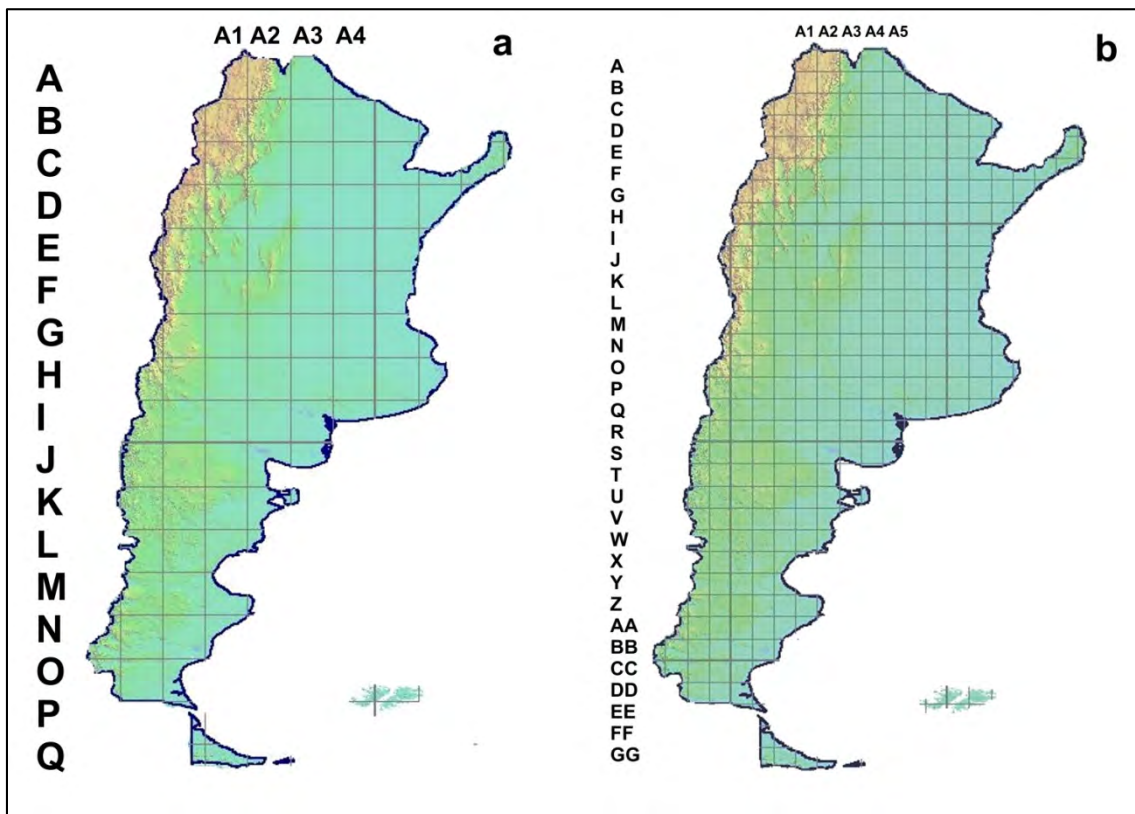 A1 A2 A3 A4
a
A
B
C
D
E
F
G
H
I
J
K
L
M
N
O
P
Q
A1 A2 A3 A4 A5
b
A
B
C
D
E
F
G
H
I
J
K
L
M
N
O
P
Q
R
S
T
U
V
W
X
Y
Z
AA
BB
CC
DD
EE
FF
GG